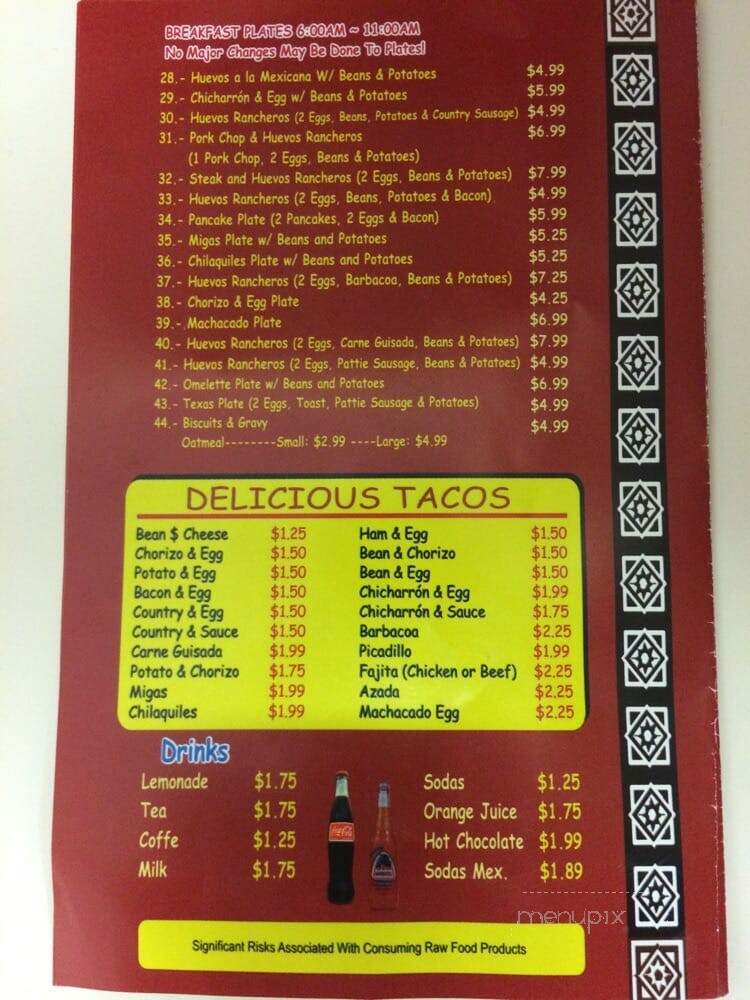 BREAKFAST PLATES 6:00AM ~ 11:00AM
No Major Changes May Be Done To Plates!
28.- Huevos a la Mexicana W/ Beans & Potatoes $4.99
29.- Chicharrón & Egg w/ Beans & Potatoes $5.99
30.- Huevos Rancheros (2 Eggs, Beans, Potatoes & Country Sausage) $4.99
31.- Pork Chop & Huevos Rancheros $6.99
(1 Pork Chop, 2 Eggs, Beans & Potatoes)
32.- Steak and Huevos Rancheros (2 Eggs, Beans & Potatoes) $7.99
33.- Huevos Rancheros (2 Eggs, Beans, Potatoes & Bacon) $4.99
34.- Pancake Plate (2 Pancakes, 2 Eggs & Bacon) $5.99
35.- Migas Plate w/ Beans and Potatoes $5.25
36.- Chilaquiles Plate w/ Beans and Potatoes $5.25
37.- Huevos Rancheros (2 Eggs, Barbacoa, Beans & Potatoes) $7.25
38.- Chorizo & Egg Plate $4.25
39.- Machacado Plate $6.99
40.- Huevos Rancheros (2 Eggs, Carne Guisada, Beans & Potatoes) $7.99
41.- Huevos Rancheros (2 Eggs, Pattie Sausage, Beans & Potatoes) $4.99
42.- Omelette Plate w/ Beans and Potatoes $6.99
43.- Texas Plate (2 Eggs, Toast, Pattie Sausage & Potatoes) $4.99
44.- Biscuits & Gravy $4.99
Oatmeal--------Small: $2.99 ----Large: $4.99
DELICIOUS TACOS
Bean $ Cheese $1.25 Ham & Egg $1.50
Chorizo & Egg $1.50 Bean & Chorizo $1.50
Potato & Egg $1.50 Bean & Egg $1.50
Bacon & Egg $1.50 Chicharrón & Egg $1.99
Country & Egg $1.50 Chicharrón & Sauce $1.75
Country & Sauce $1.50 Barbacoa $2.25
Carne Guisada $1.99 Picadillo $1.99
Potato & Chorizo $1.75 Fajita (Chicken or Beef) $2.25
Migas $1.99 Azada $2.25
Chilaquiles $1.99 Machacado Egg $2.25
Drinks
Lemonade $1.75 Sodas $1.25
Tea $1.75 Orange Juice $1.75
Coffe $1.25 Hot Chocolate $1.99
Milk $1.75 Sodas Mex. $1.89
Coca-Cola
menupix
Significant Risks Associated With Consuming Raw Food Products